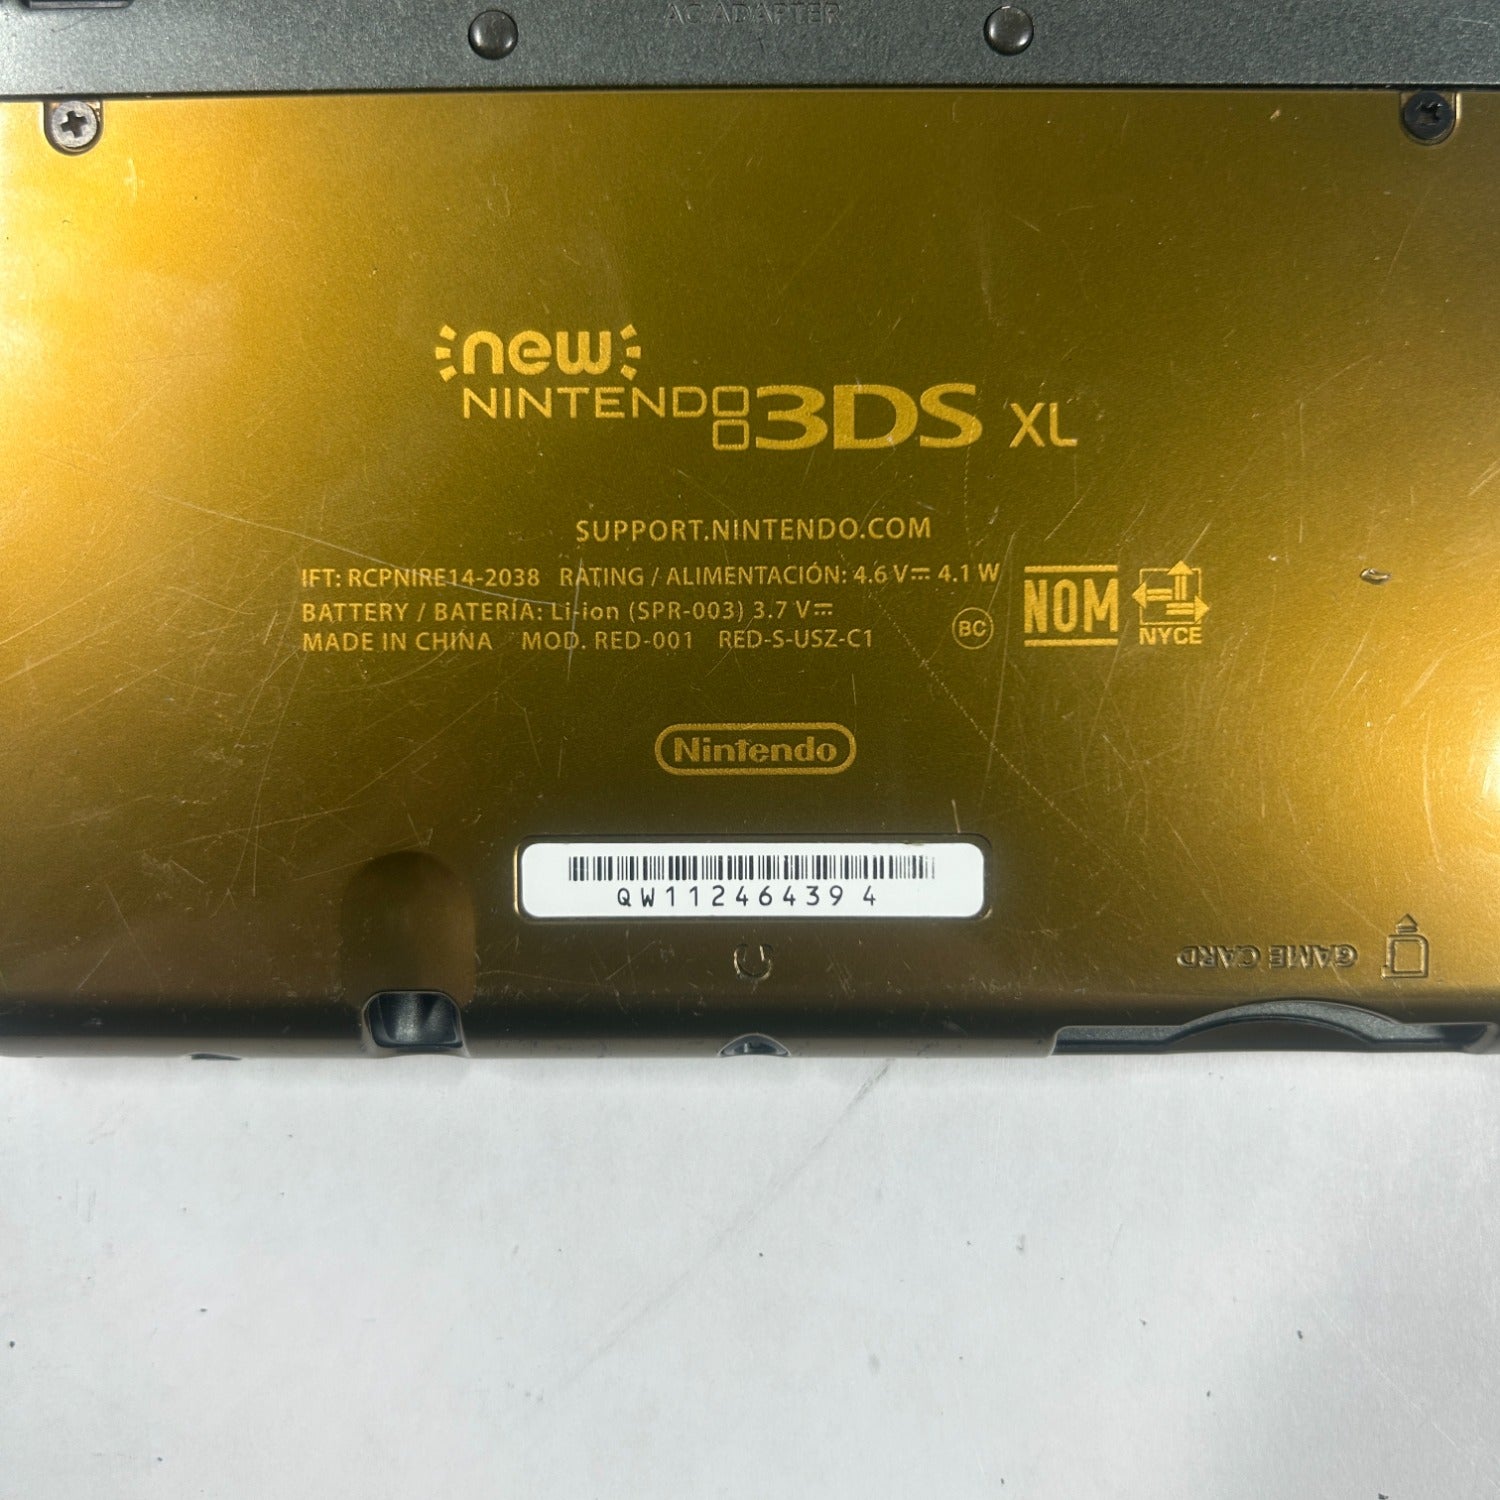 AC ADAPTER
new
NINTENDO 3DS XL
SUPPORT.NINTENDO.COM
IFT: RCPNIRE14-2038 RATING / ALIMENTACIÓN: 4.6 V⎓ 4.1 W
BATTERY / BATERÍA: Li-ion (SPR-003) 3.7 V⎓
MADE IN CHINA MOD. RED-001 RED-S-USZ-C1
BC
NOM
NYCE
Nintendo
QW112464394
GAME CARD